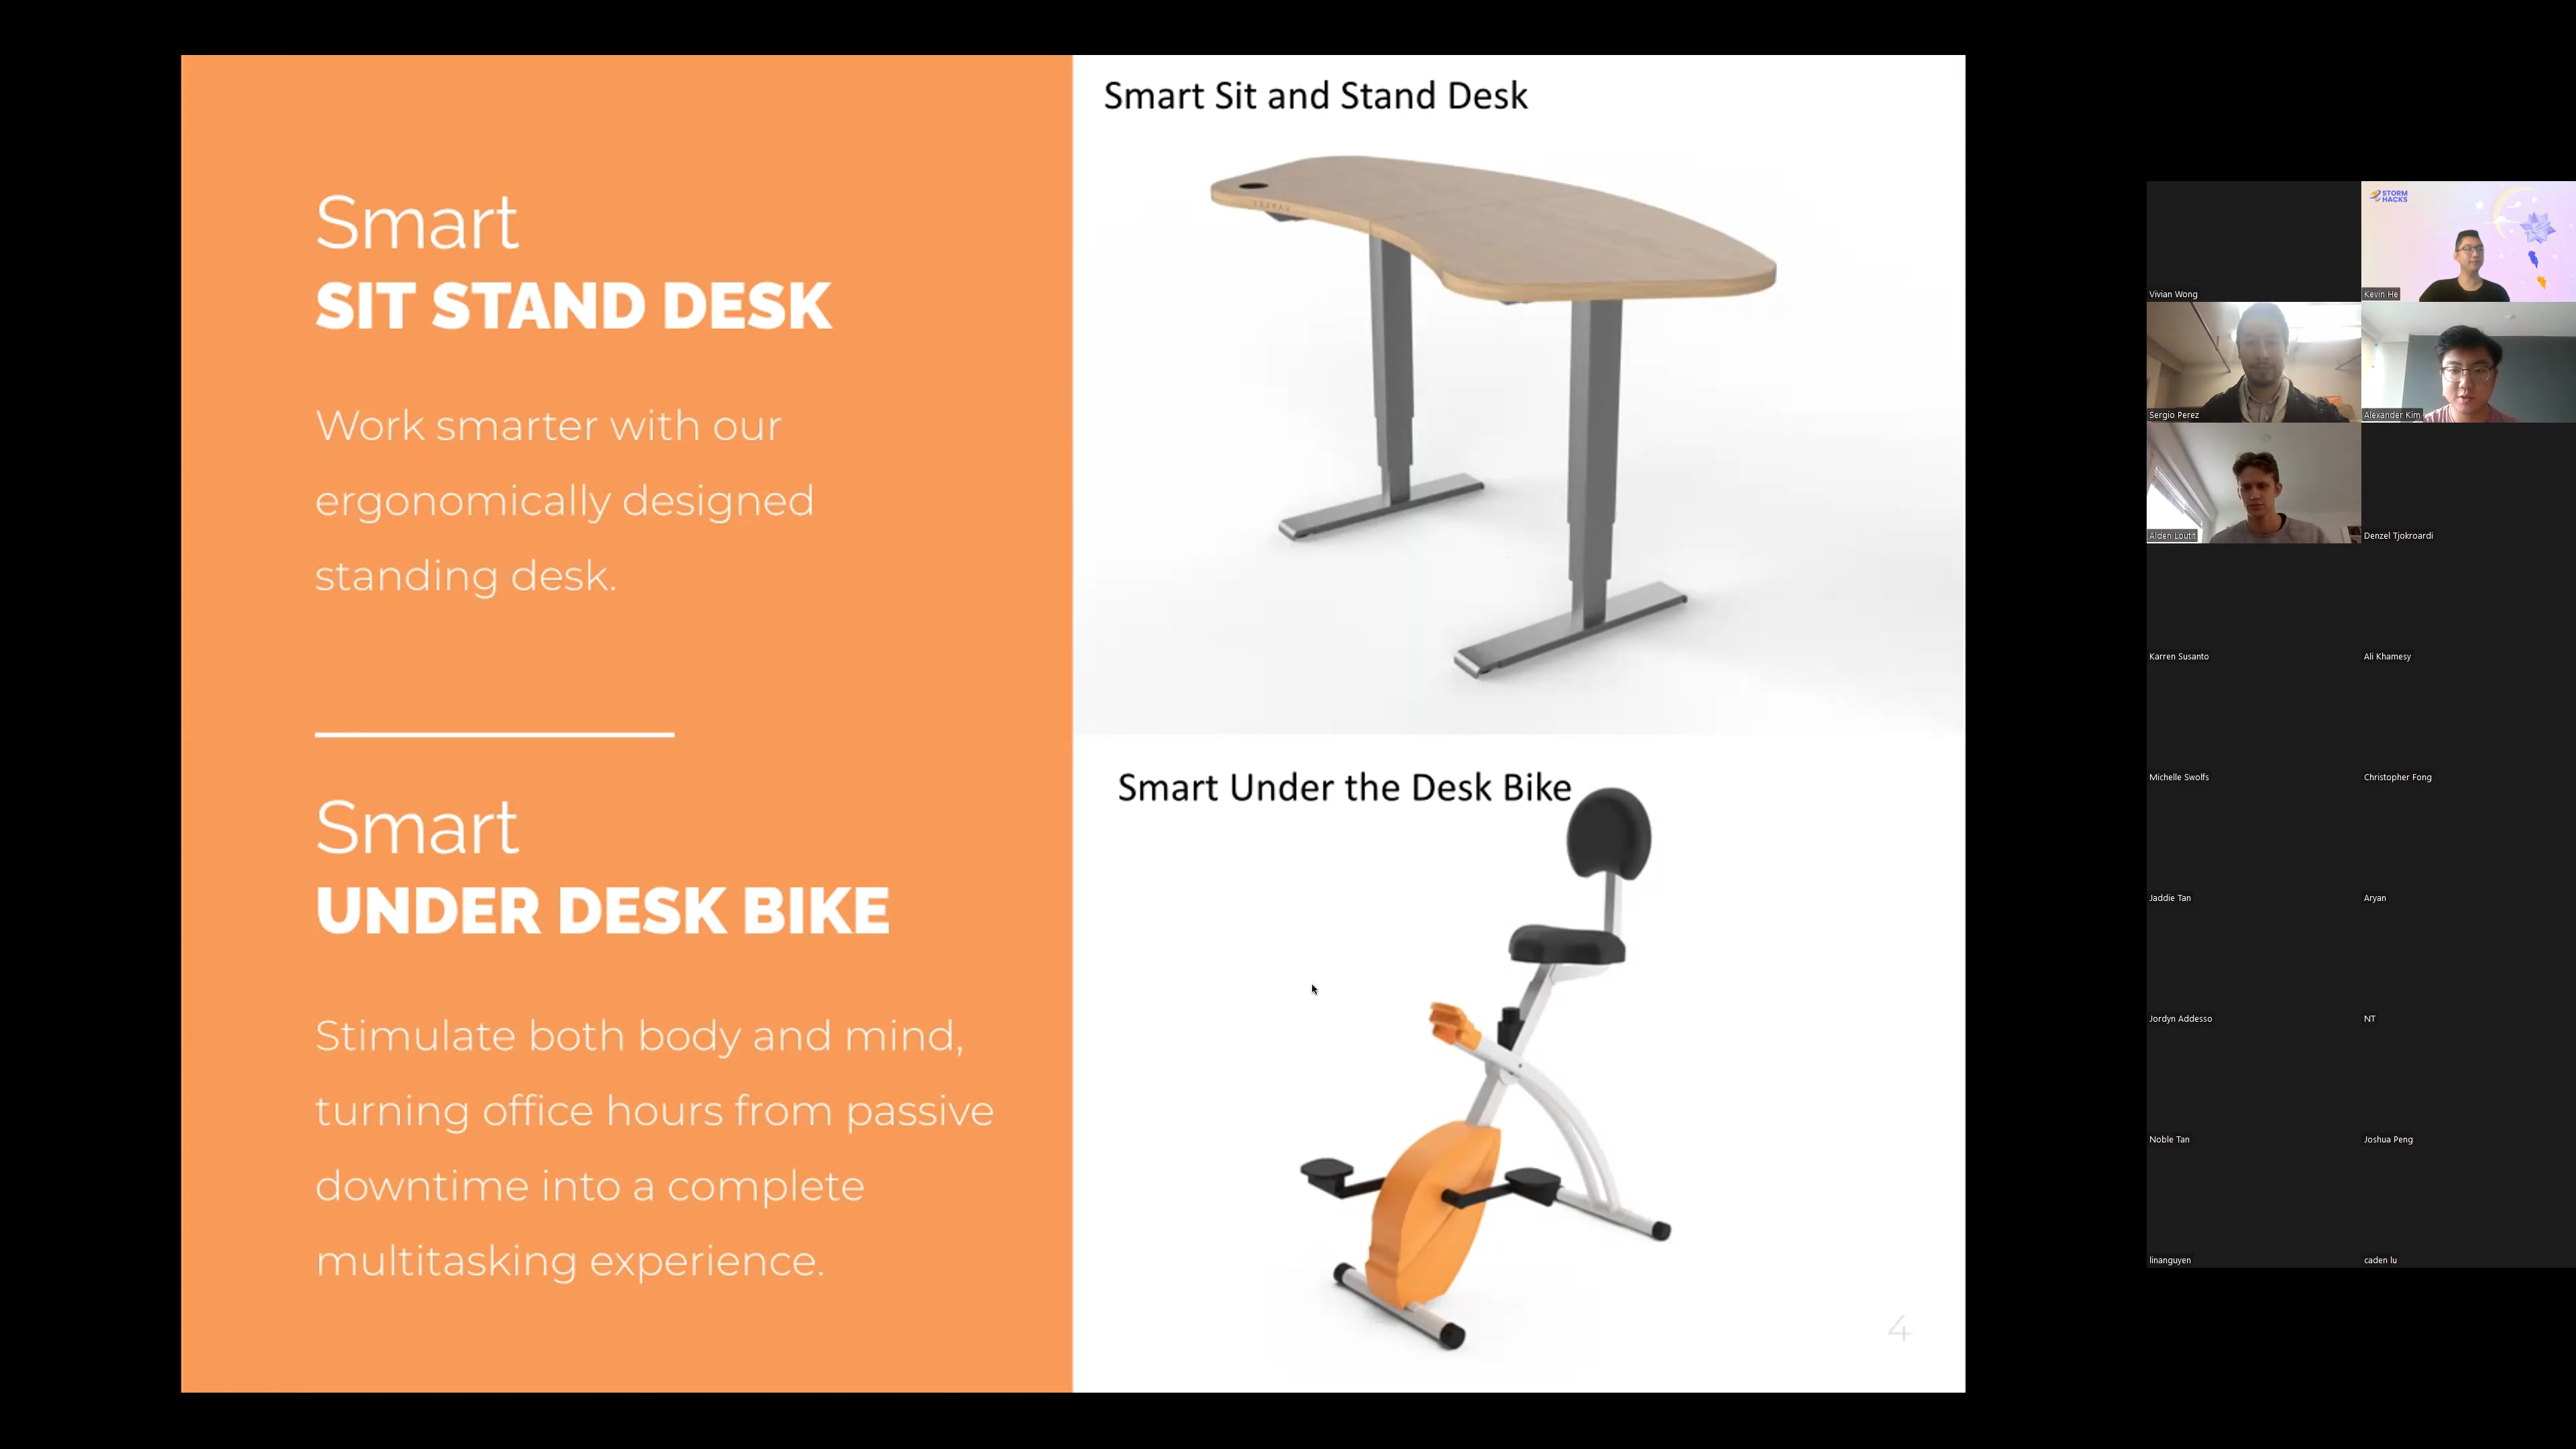 Smart
SIT STAND DESK
Work smarter with our
ergonomically designed
standing desk.
Smart
UNDER DESK BIKE
Stimulate both body and mind,
turning office hours from passive
downtime into a complete
multitasking experience.
Smart Sit and Stand Desk
Smart Under the Desk Bike
4
STORM
HACKS
Vivian Wong
Kevin He
Sergio Perez
Alexander Kim
Alden Loutit
Denzel Tjokroardi
Karren Susanto
Ali Khamesy
Michelle Swolfs
Christopher Fong
Jaddie Tan
Aryan
Jordyn Addesso
NT
Noble Tan
Joshua Peng
linanguyen
caden lu